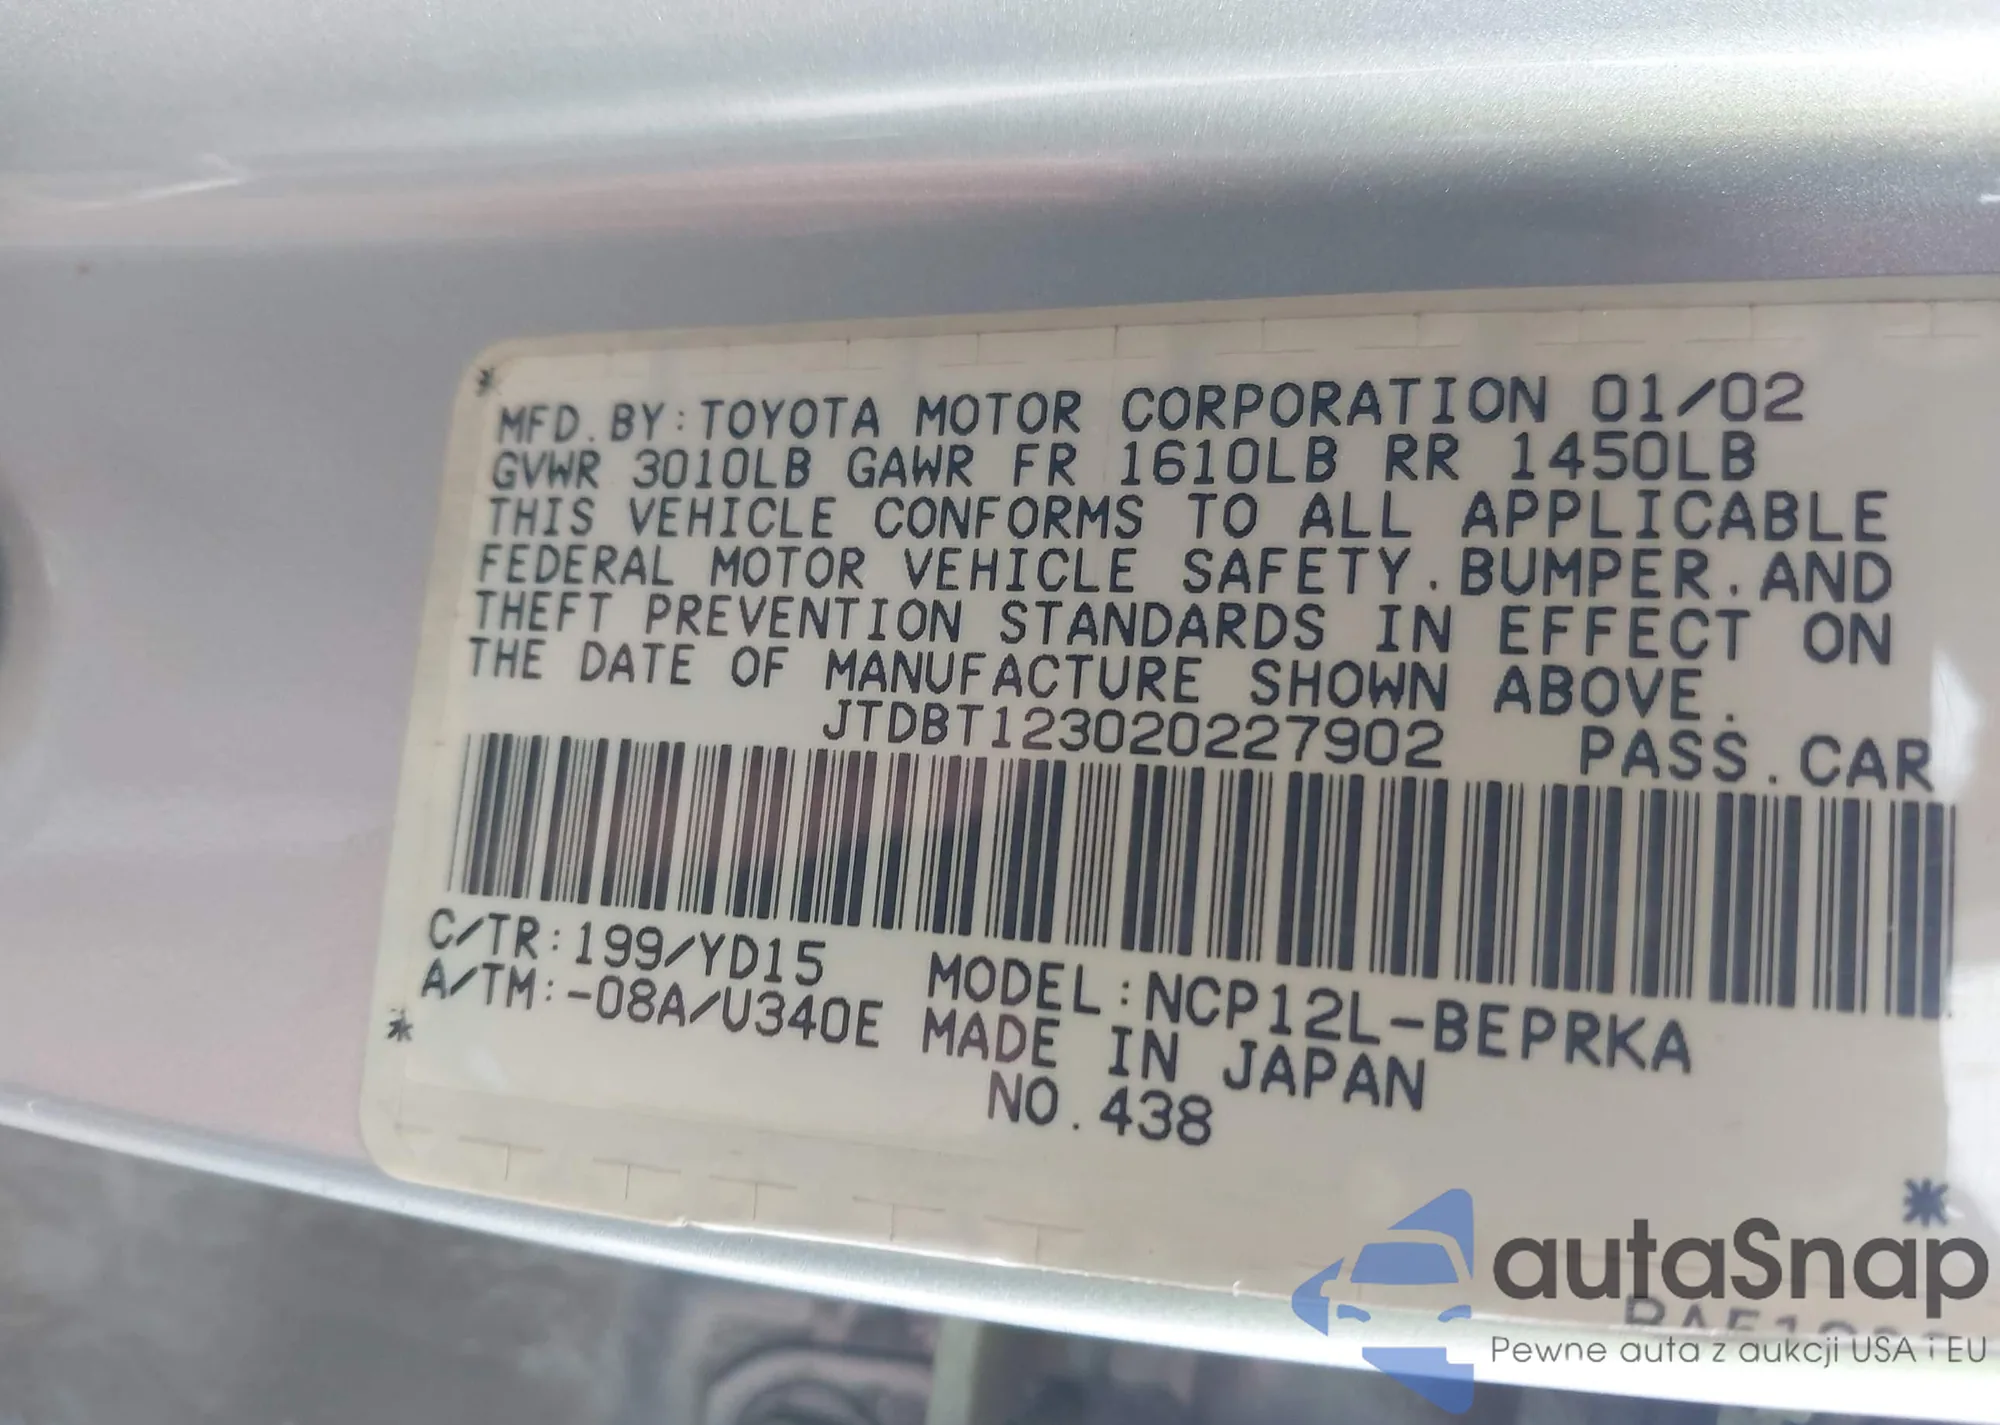 MFD. BY: TOYOTA MOTOR CORPORATION 01/02
GVWR 3010LB GAWR FR 1610LB RR 1450LB
THIS VEHICLE CONFORMS TO ALL APPLICABLE
FEDERAL MOTOR VEHICLE SAFETY. BUMPER. AND
THEFT PREVENTION STANDARDS IN EFFECT ON
THE DATE OF MANUFACTURE SHOWN ABOVE.
JTDBT123020227902 PASS. CAR
C/TR: 199/YD15 MODEL: NCP12L-BEPRKA
A/TM: -08A/U340E MADE IN JAPAN
NO. 438
autaSnap
Pewne auta z aukcji USA i EU